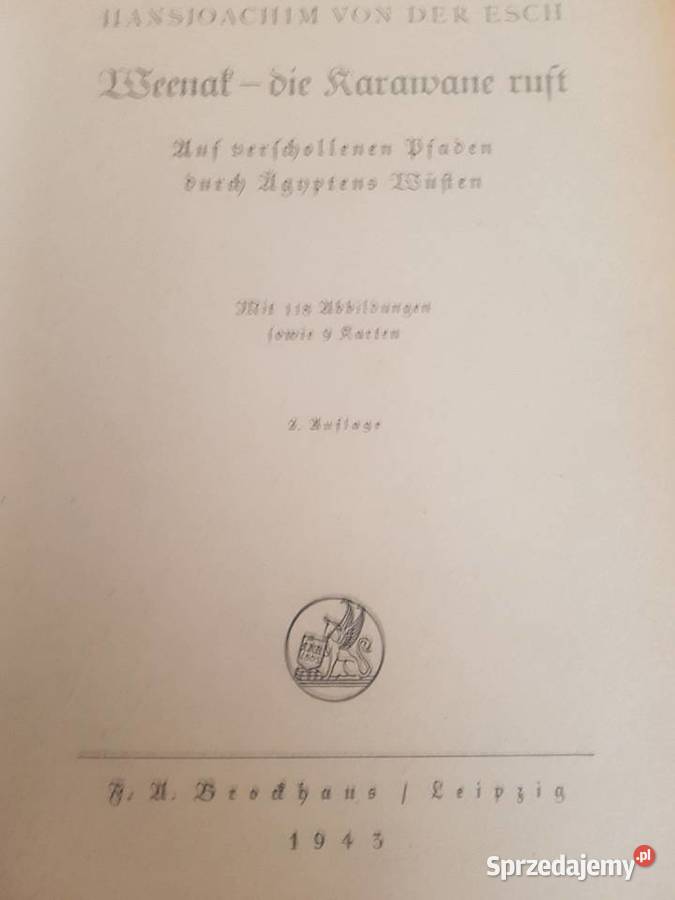 HANSJOACHIM VON DER ESCH
Weenak – die Karawane ruft
Auf verschollenen Pfaden
durch Ägyptens Wüsten
Mit 112 Abbildungen
sowie 9 Karten
2. Auflage
F. A. Brockhaus / Leipzig
1943
Sprzedajemy.pl